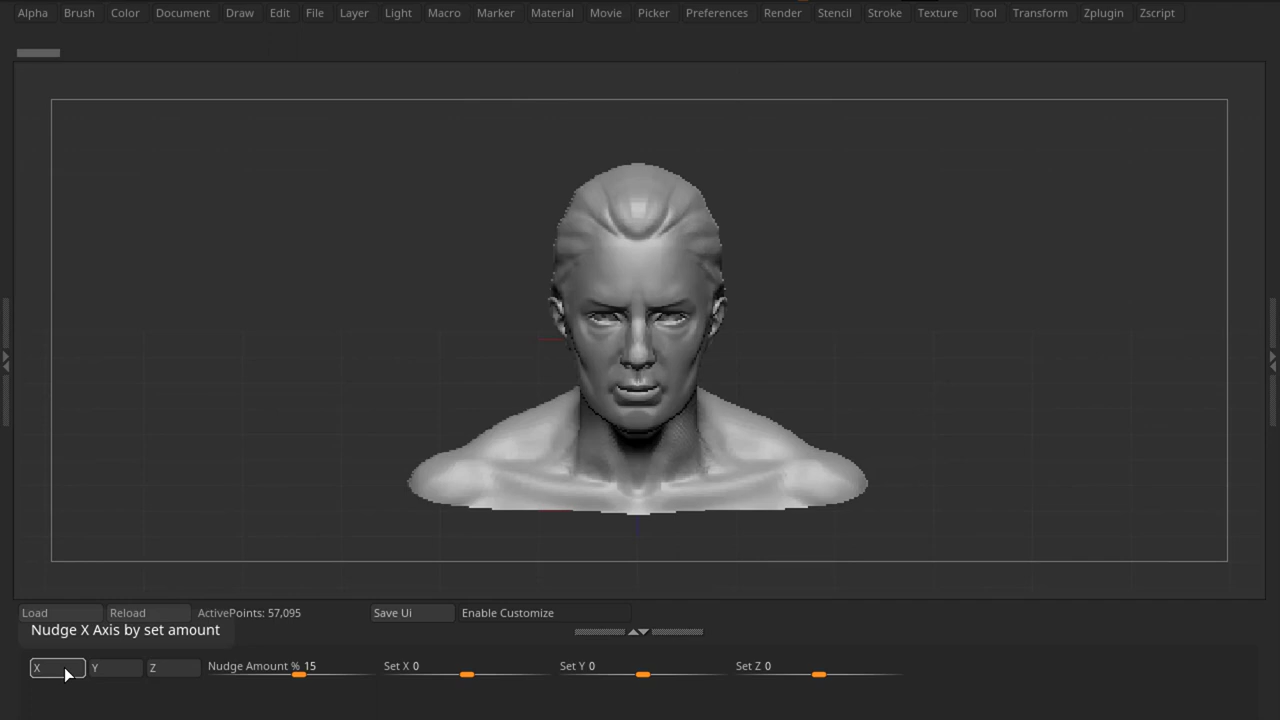 Alpha Brush Color Document Draw Edit File Layer Light Macro Marker Material Movie Picker Preferences Render Stencil Stroke Texture Tool Transform Zplugin Zscript
Load Reload ActivePoints: 57,095 Save Ui Enable Customize
Nudge X Axis by set amount
X Y Z Nudge Amount % 15 Set X 0 Set Y 0 Set Z 0